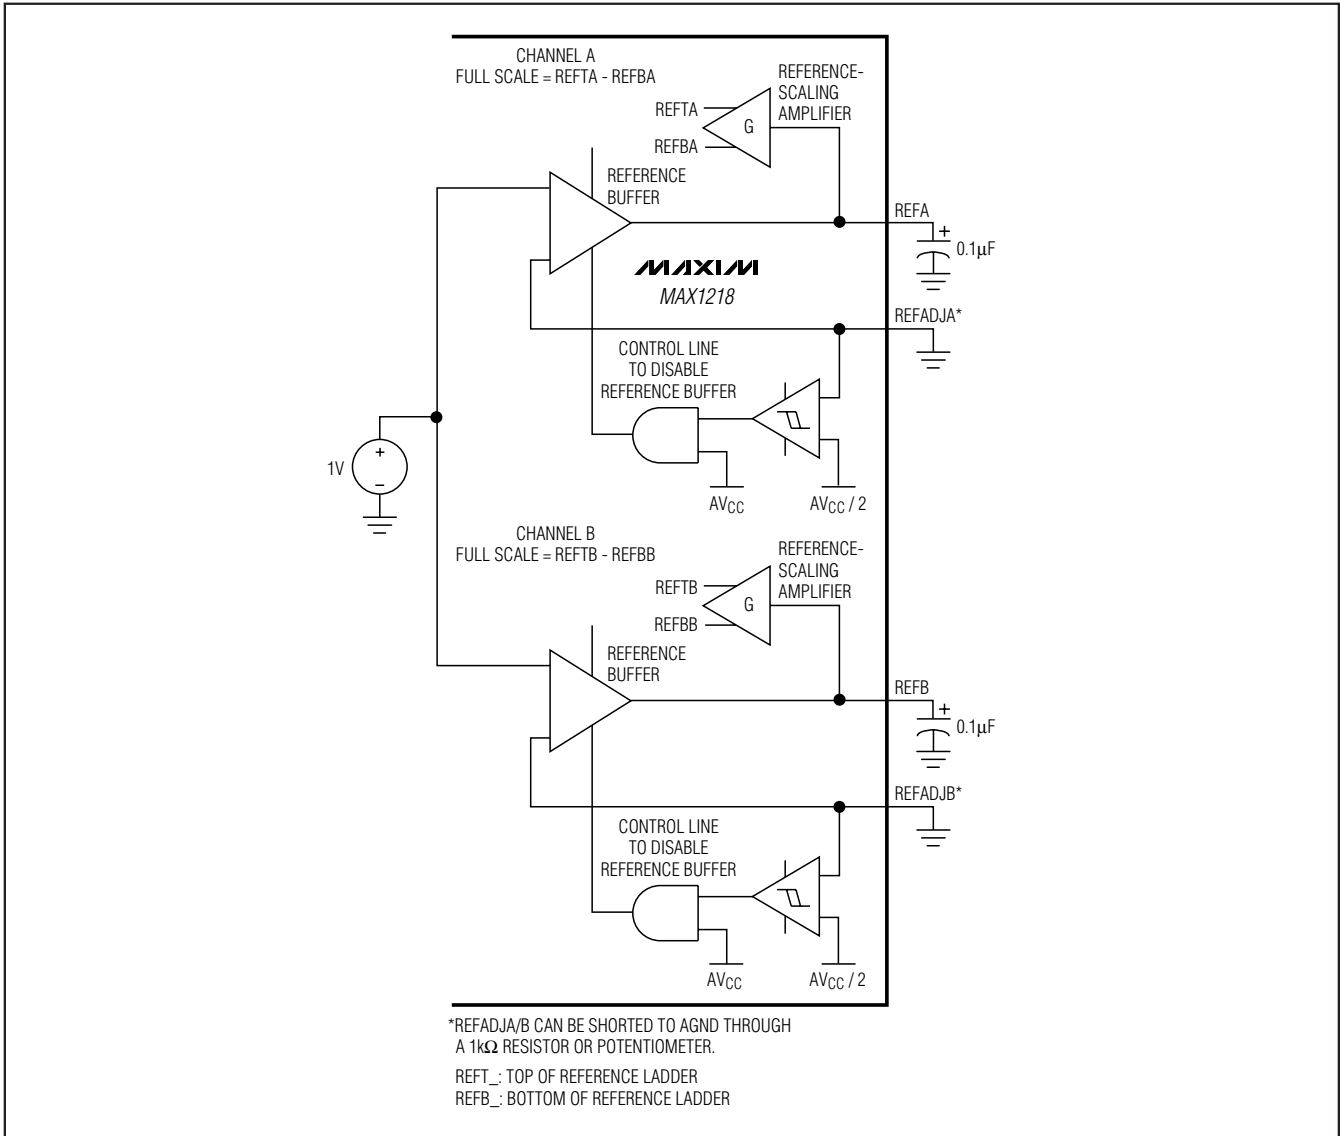 CHANNEL A
FULL SCALE = REFTA - REFBA
REFERENCE-
SCALING
AMPLIFIER
REFTA
G
REFBA
REFERENCE
BUFFER
REFA
+
0.1µF
MAXIM
MAX1218
REFADJA*
CONTROL LINE
TO DISABLE
REFERENCE BUFFER
1V
+
−
AVCC
AVCC / 2
CHANNEL B
FULL SCALE = REFTB - REFBB
REFERENCE-
SCALING
AMPLIFIER
REFTB
G
REFBB
REFERENCE
BUFFER
REFB
+
0.1µF
REFADJB*
CONTROL LINE
TO DISABLE
REFERENCE BUFFER
AVCC
AVCC / 2
*REFADJA/B CAN BE SHORTED TO AGND THROUGH
A 1kΩ RESISTOR OR POTENTIOMETER.
REFT_: TOP OF REFERENCE LADDER
REFB_: BOTTOM OF REFERENCE LADDER